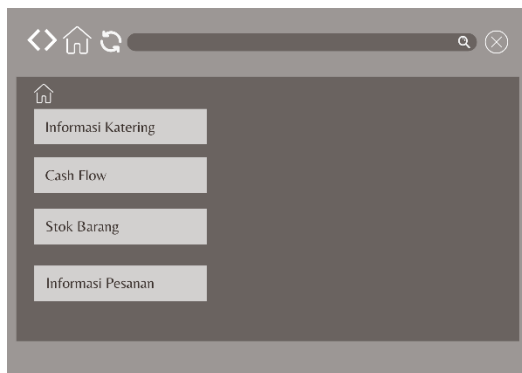 Informasi Katering
Cash Flow
Stok Barang
Informasi Pesanan